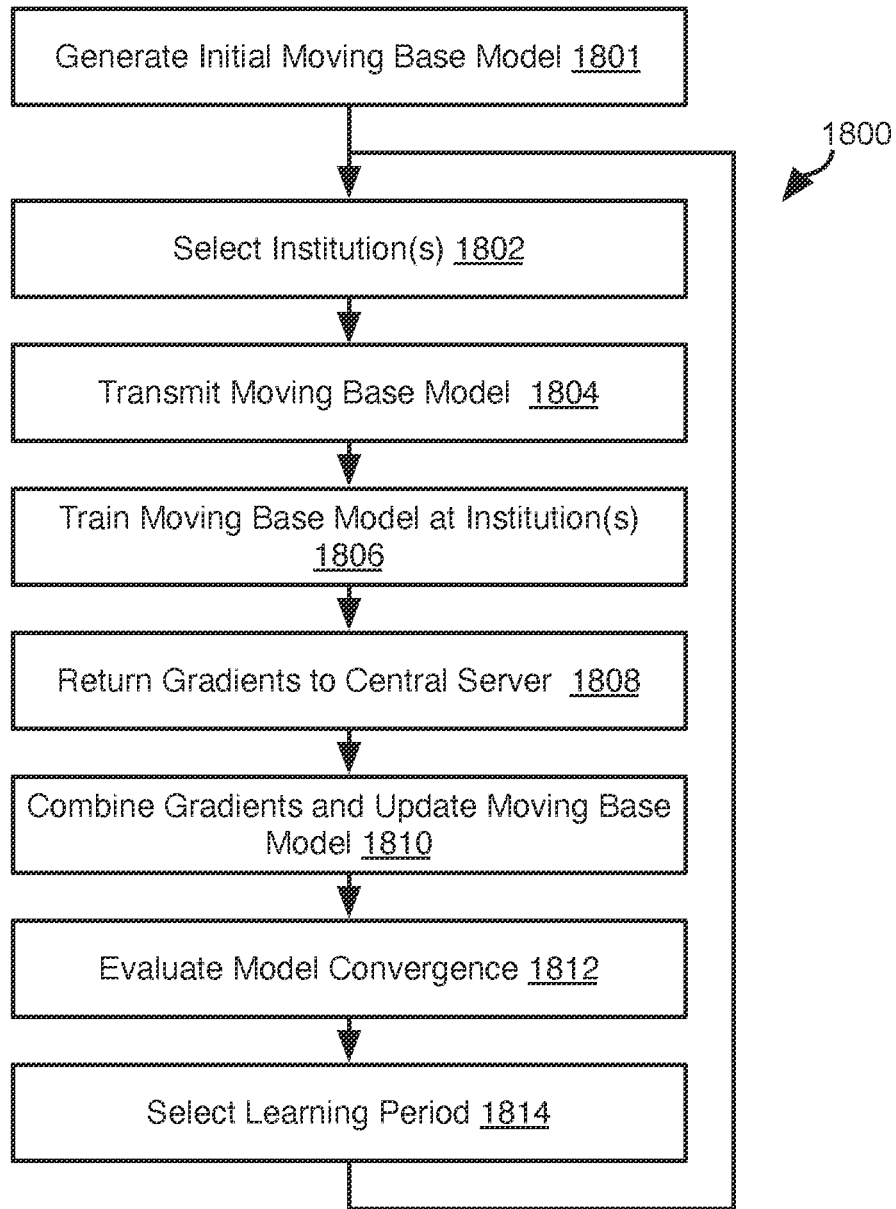 Generate Initial Moving Base Model 1801
1800
Select Institution(s) 1802
Transmit Moving Base Model 1804
Train Moving Base Model at Institution(s)
1806
Return Gradients to Central Server 1808
Combine Gradients and Update Moving Base
Model 1810
Evaluate Model Convergence 1812
Select Learning Period 1814